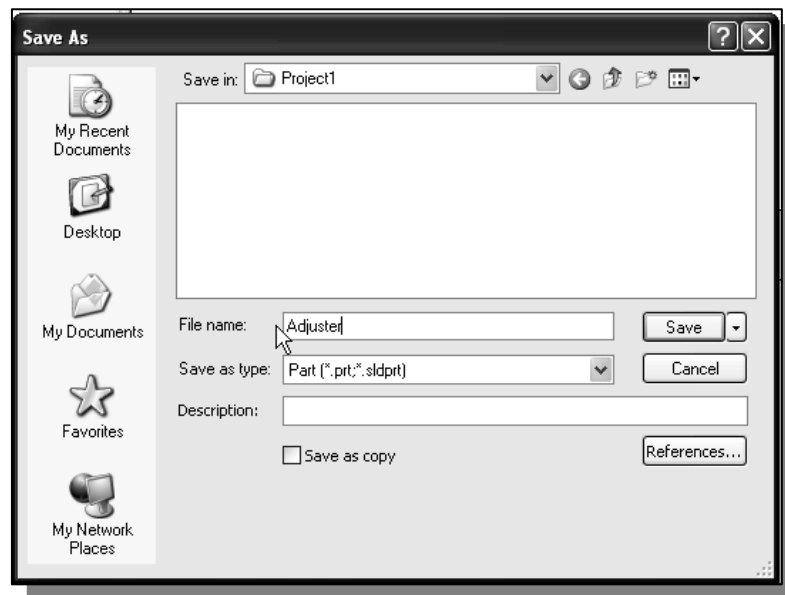 Save As
Save in: Project1
My Recent
Documents
Desktop
My Documents
Favorites
My Network
Places
File name: Adjuster
Save
Save as type: Part (*.prt;*.sldprt)
Cancel
Description:
Save as copy
References...